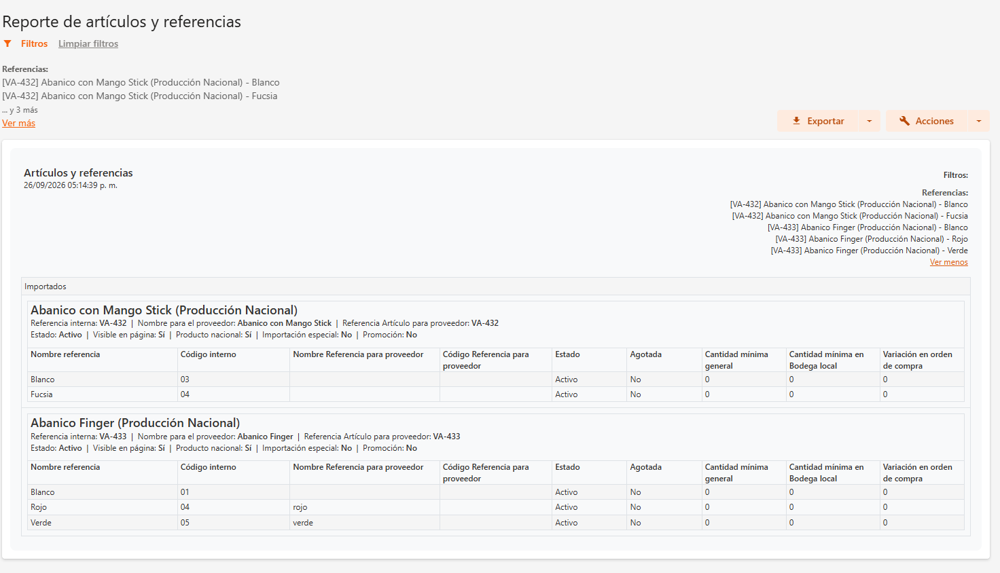 Reporte de artículos y referencias
Filtros Limpiar filtros
Referencias:
[VA-432] Abanico con Mango Stick (Producción Nacional) - Blanco
[VA-432] Abanico con Mango Stick (Producción Nacional) - Fucsia
... y 3 más
Ver más
Exportar Acciones
Artículos y referencias
26/09/2026 05:14:39 p. m.
Filtros:
Referencias:
[VA-432] Abanico con Mango Stick (Producción Nacional) - Blanco
[VA-432] Abanico con Mango Stick (Producción Nacional) - Fucsia
[VA-433] Abanico Finger (Producción Nacional) - Blanco
[VA-433] Abanico Finger (Producción Nacional) - Rojo
[VA-433] Abanico Finger (Producción Nacional) - Verde
Ver menos
Importados
Abanico con Mango Stick (Producción Nacional)
Referencia interna: VA-432 | Nombre para el proveedor: Abanico con Mango Stick | Referencia Artículo para proveedor: VA-432
Estado: Activo | Visible en página: Sí | Producto nacional: Sí | Importación especial: No | Promoción: No
Nombre referencia Código interno Nombre Referencia para proveedor Código Referencia para proveedor Estado Agotada Cantidad mínima general Cantidad mínima en Bodega local Variación en orden de compra
Blanco 03 Activo No 0 0 0
Fucsia 04 Activo No 0 0 0
Abanico Finger (Producción Nacional)
Referencia interna: VA-433 | Nombre para el proveedor: Abanico Finger | Referencia Artículo para proveedor: VA-433
Estado: Activo | Visible en página: Sí | Producto nacional: Sí | Importación especial: No | Promoción: No
Nombre referencia Código interno Nombre Referencia para proveedor Código Referencia para proveedor Estado Agotada Cantidad mínima general Cantidad mínima en Bodega local Variación en orden de compra
Blanco 01 Activo No 0 0 0
Rojo 04 rojo Activo No 0 0 0
Verde 05 verde Activo No 0 0 0